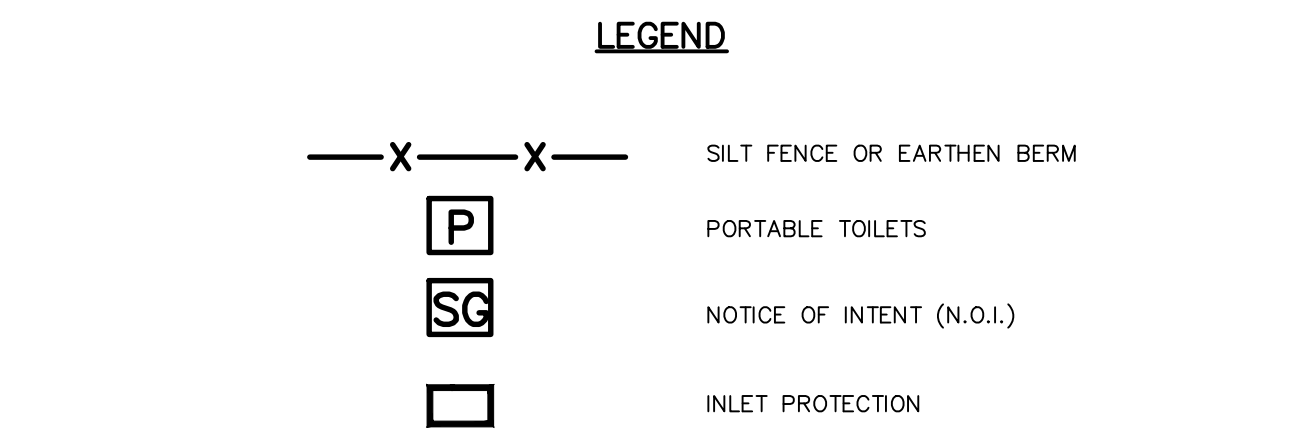 LEGEND
X X SILT FENCE OR EARTHEN BERM
P PORTABLE TOILETS
SG NOTICE OF INTENT (N.O.I.)
INLET PROTECTION